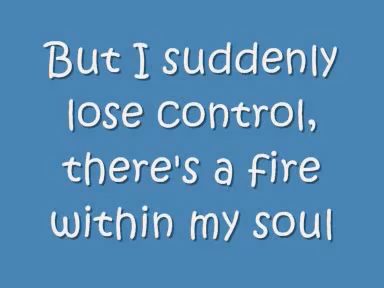 But I suddenly
lose control,
there's a fire
within my soul